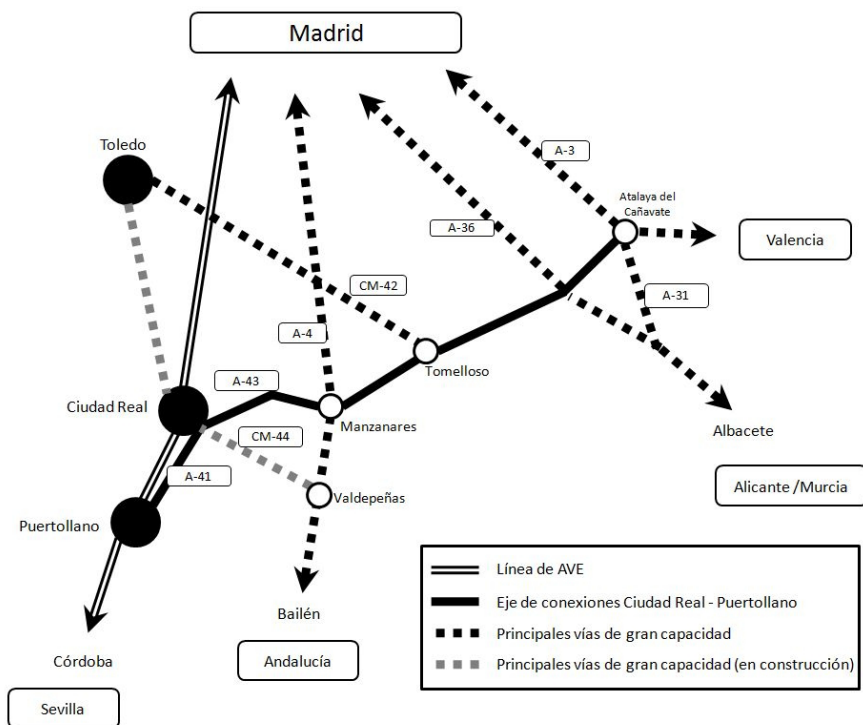 Madrid
Toledo
A-3
Atalaya del
Cañavate
A-36
Valencia
CM-42
A-31
A-4
Tomelloso
A-43
Ciudad Real
Manzanares
CM-44
Albacete
A-41
Alicante /Murcia
Valdepeñas
Puertollano
Línea de AVE
Eje de conexiones Ciudad Real - Puertollano
Bailén
Principales vías de gran capacidad
Córdoba
Andalucía
Principales vías de gran capacidad (en construcción)
Sevilla